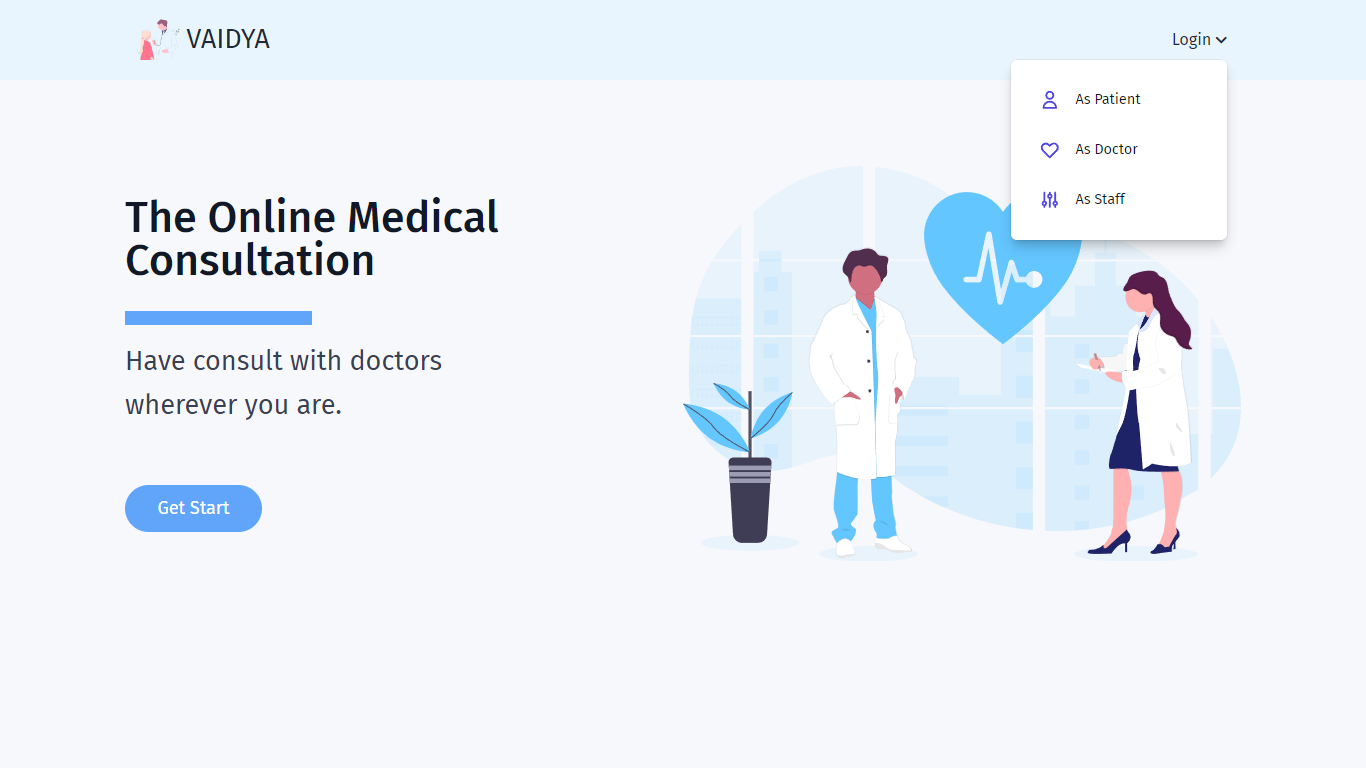 VAIDYA
Login
As Patient
As Doctor
As Staff
The Online Medical
Consultation
Have consult with doctors
wherever you are.
Get Start